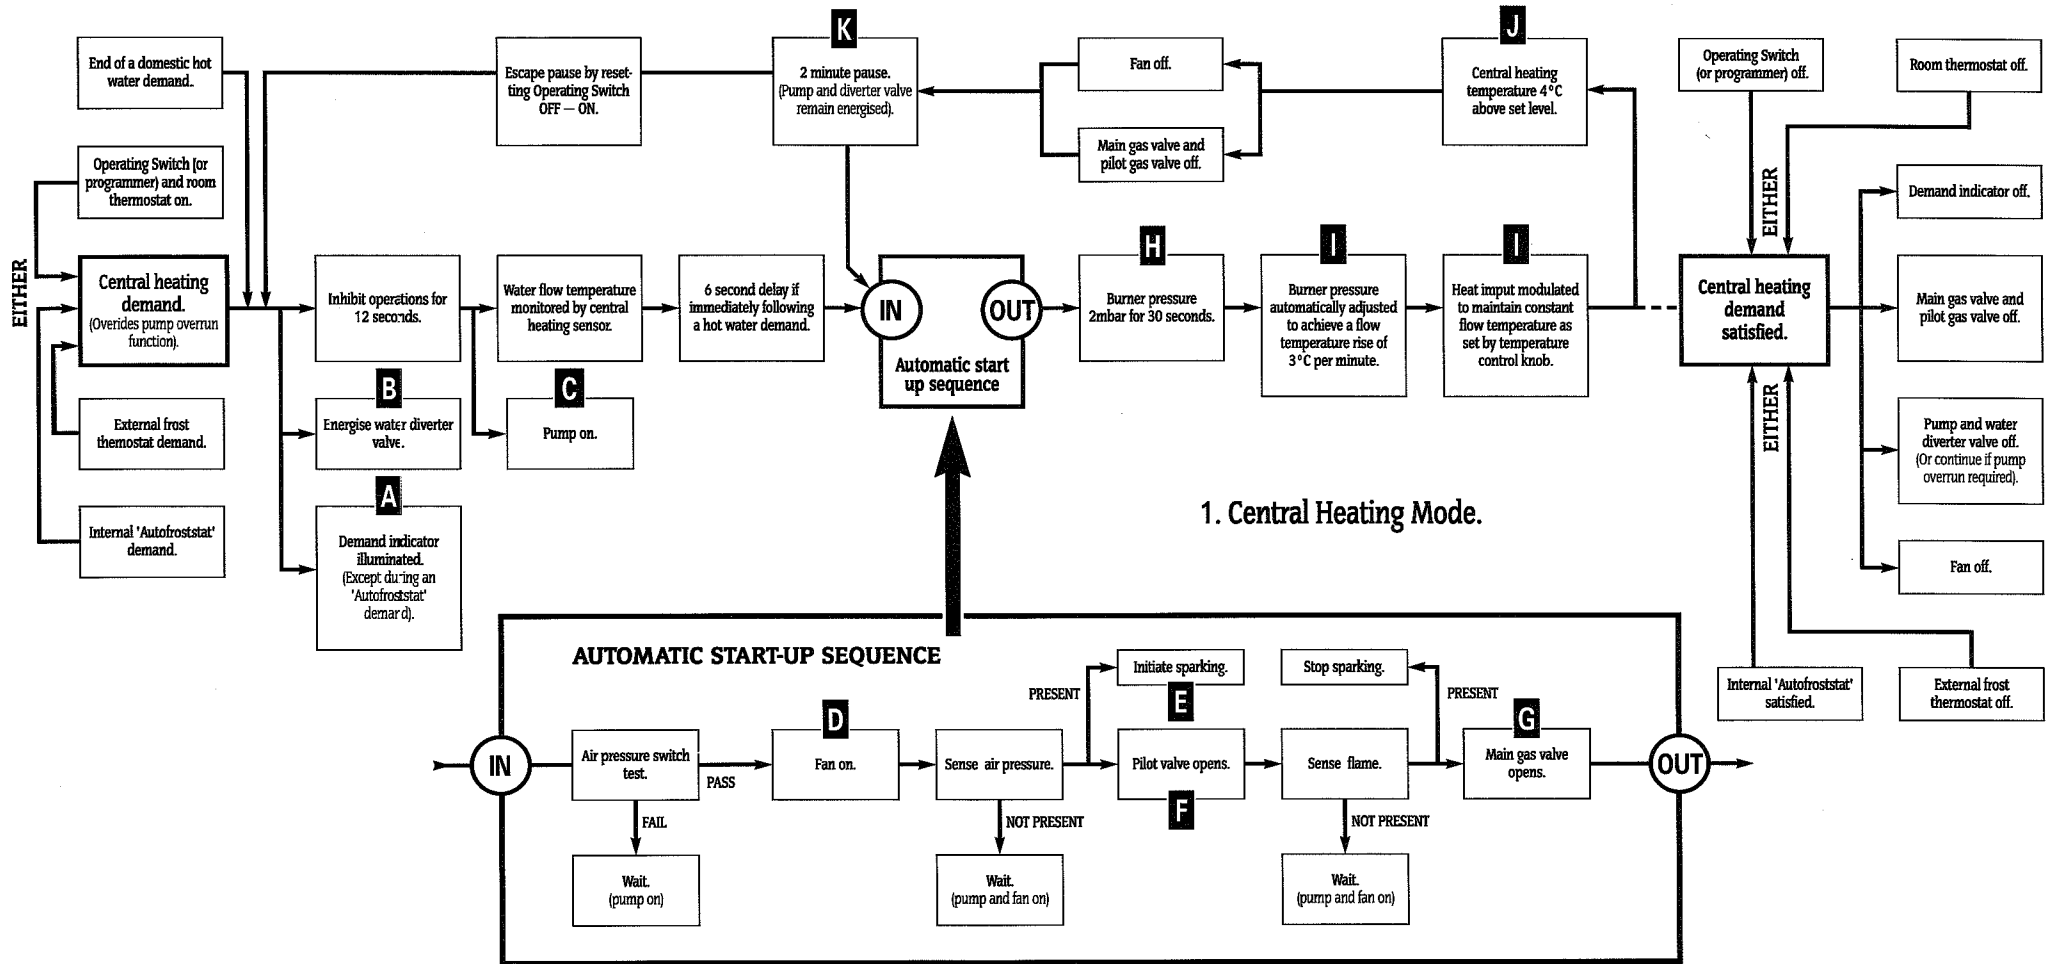 End of a domestic hot
water demand.
Operating Switch (or
programmer) and room
thermostat on.
EITHER
Central heating
demand.
(Overides pump overrun
function).
External frost
themostat demand.
Internal 'Autofroststat'
demand.
Inhibit operations for
12 seconds.
B
Energise water diverter
valve.
A
Demand indicator
illuminated.
(Except during an
'Autofroststat'
demand).
Escape pause by reset-
ting Operating Switch
OFF — ON.
Water flow temperature
monitored by central
heating sensor.
C
Pump on.
6 second delay if
immediately following
a hot water demand.
K
2 minute pause.
(Pump and diverter valve
remain energised).
IN
OUT
Automatic start
up sequence
Fan off.
Main gas valve and
pilot gas valve off.
J
Central heating
temperature 4°C
above set level.
H
Burner pressure
2mbar for 30 seconds.
I
Burner pressure
automatically adjusted
to achieve a flow
temperature rise of
3°C per minute.
I
Heat imput modulated
to maintain constant
flow temperature as
set by temperature
control knob.
Operating Switch
(or programmer) off.
Room thermostat off.
EITHER
Central heating
demand
satisfied.
EITHER
Internal 'Autofroststat'
satisfied.
External frost
thermostat off.
Demand indicator off.
Main gas valve and
pilot gas valve off.
Pump and water
diverter valve off.
(Or continue if pump
overrun required).
Fan off.
1. Central Heating Mode.
AUTOMATIC START-UP SEQUENCE
IN
Air pressure switch
test.
PASS
FAIL
Wait.
(pump on)
D
Fan on.
Sense air pressure.
PRESENT
NOT PRESENT
Wait.
(pump and fan on)
Initiate sparking.
E
Pilot valve opens.
F
Stop sparking.
Sense flame.
PRESENT
NOT PRESENT
Wait.
(pump and fan on)
G
Main gas valve
opens.
OUT